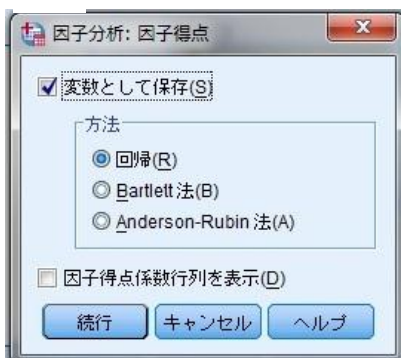 因子分析: 因子得点
変数として保存(S)
方法
回帰(R)
Bartlett 法(B)
Anderson-Rubin 法(A)
因子得点係数行列を表示(D)
続行 キャンセル ヘルプ